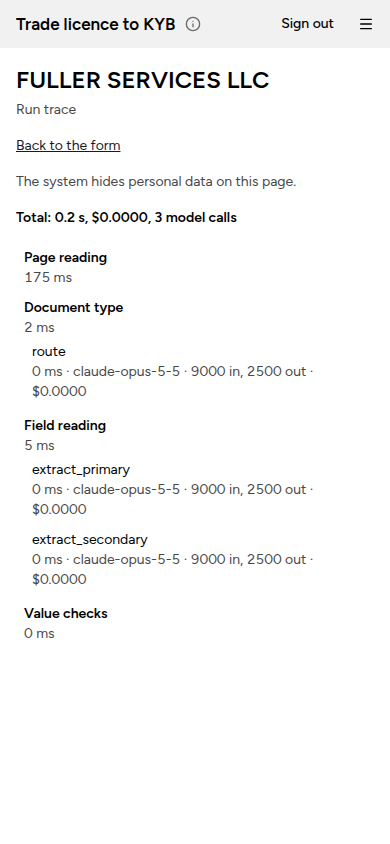 Trade licence to KYB
Sign out
FULLER SERVICES LLC
Run trace
Back to the form
The system hides personal data on this page.
Total: 0.2 s, $0.0000, 3 model calls
Page reading
175 ms
Document type
2 ms
route
0 ms · claude-opus-5-5 · 9000 in, 2500 out ·
$0.0000
Field reading
5 ms
extract_primary
0 ms · claude-opus-5-5 · 9000 in, 2500 out ·
$0.0000
extract_secondary
0 ms · claude-opus-5-5 · 9000 in, 2500 out ·
$0.0000
Value checks
0 ms